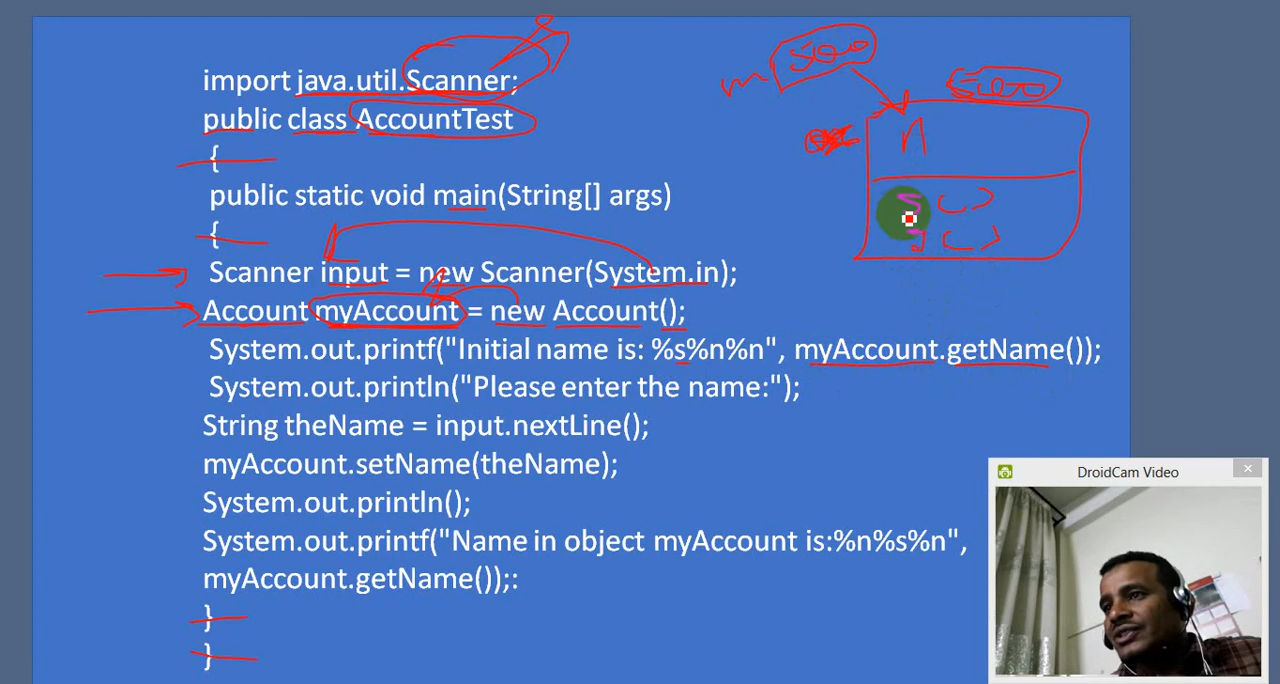 import java.util.Scanner;
public class AccountTest
{
public static void main(String[] args)
{
Scanner input = new Scanner(System.in);
Account myAccount = new Account();
System.out.printf("Initial name is: %s%n%n", myAccount.getName());
System.out.println("Please enter the name:");
String theName = input.nextLine();
myAccount.setName(theName);
System.out.println();
System.out.printf("Name in object myAccount is:%n%s%n",
myAccount.getName());:
}
}
m
n
S ( )
g ( )
DroidCam Video